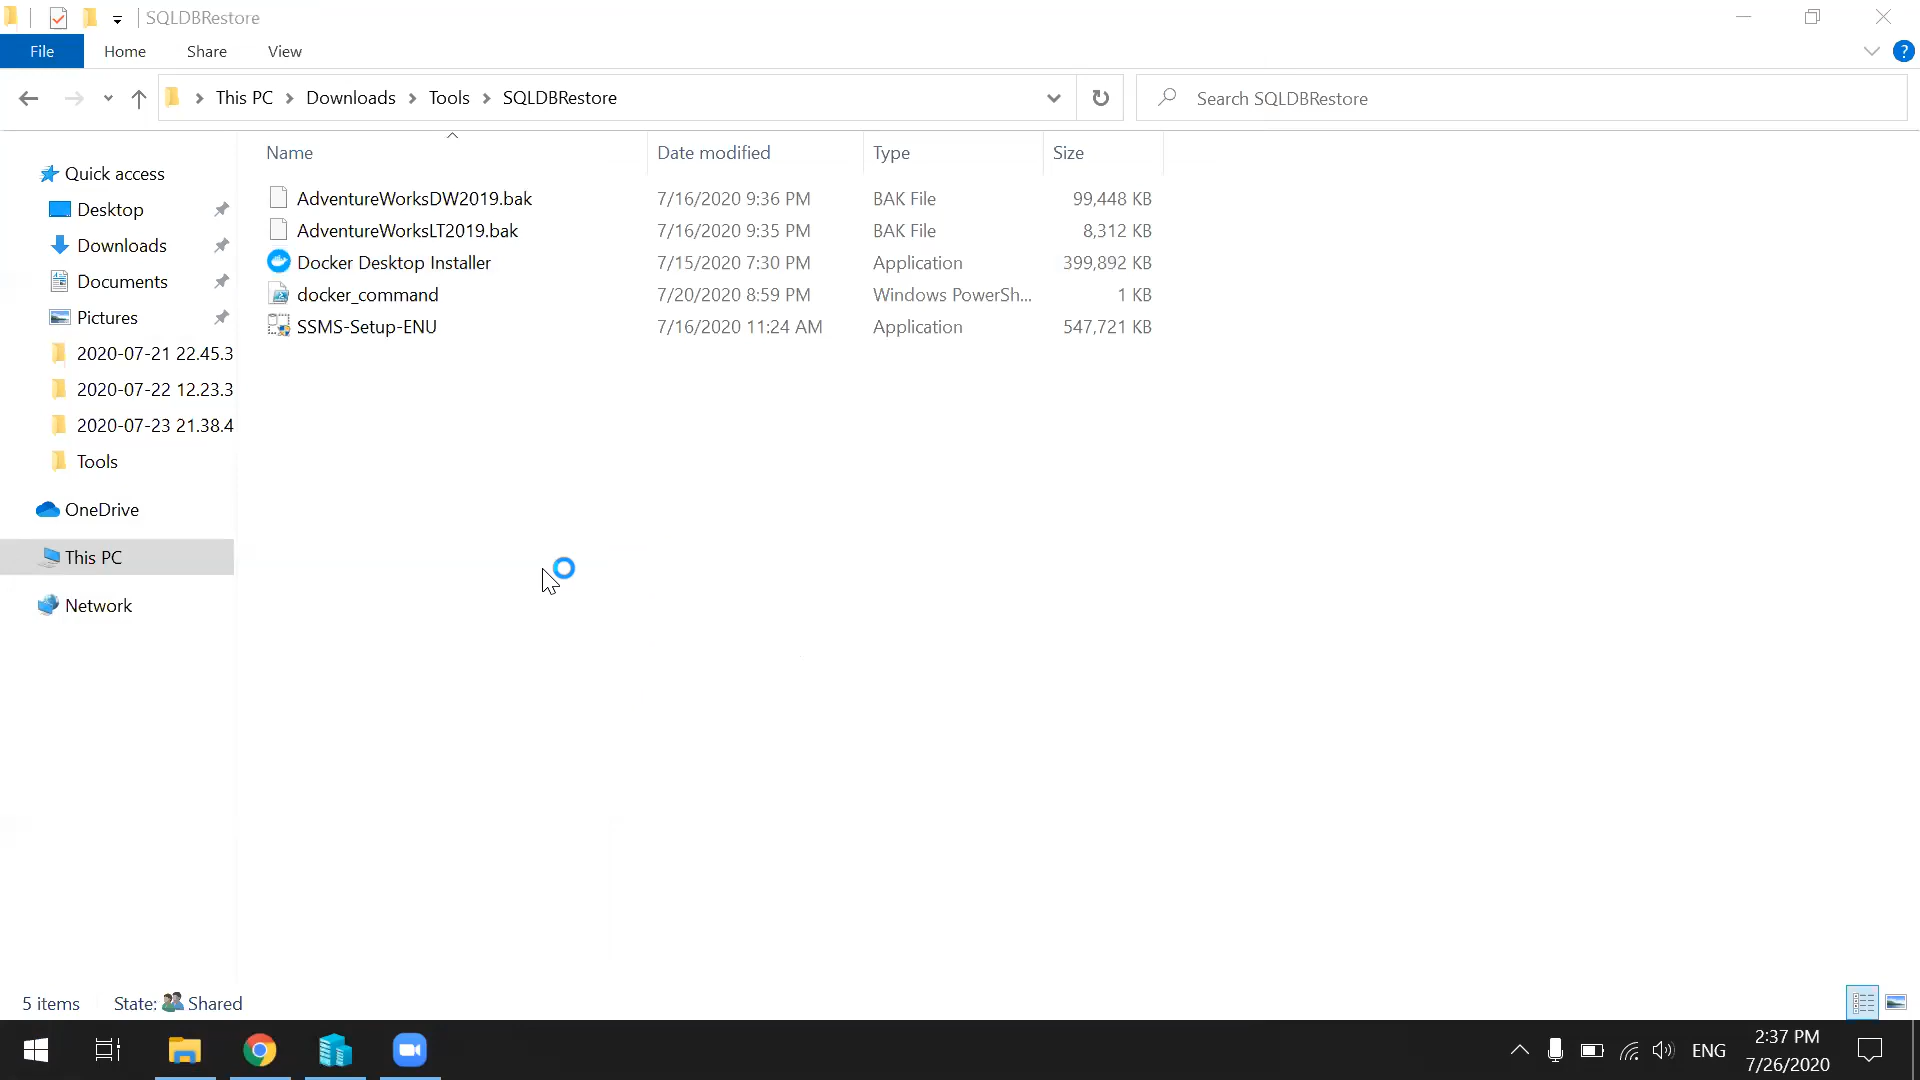 SQLDBRestore
File Home Share View
?
This PC Downloads Tools SQLDBRestore
Search SQLDBRestore
Name Date modified Type Size
Quick access
Desktop
Downloads
Documents
Pictures
2020-07-21 22.45.3
2020-07-22 12.23.3
2020-07-23 21.38.4
Tools
OneDrive
This PC
Network
AdventureWorksDW2019.bak 7/16/2020 9:36 PM BAK File 99,448 KB
AdventureWorksLT2019.bak 7/16/2020 9:35 PM BAK File 8,312 KB
Docker Desktop Installer 7/15/2020 7:30 PM Application 399,892 KB
docker_command 7/20/2020 8:59 PM Windows PowerSh... 1 KB
SSMS-Setup-ENU 7/16/2020 11:24 AM Application 547,721 KB
5 items State: Shared
ENG
2:37 PM
7/26/2020